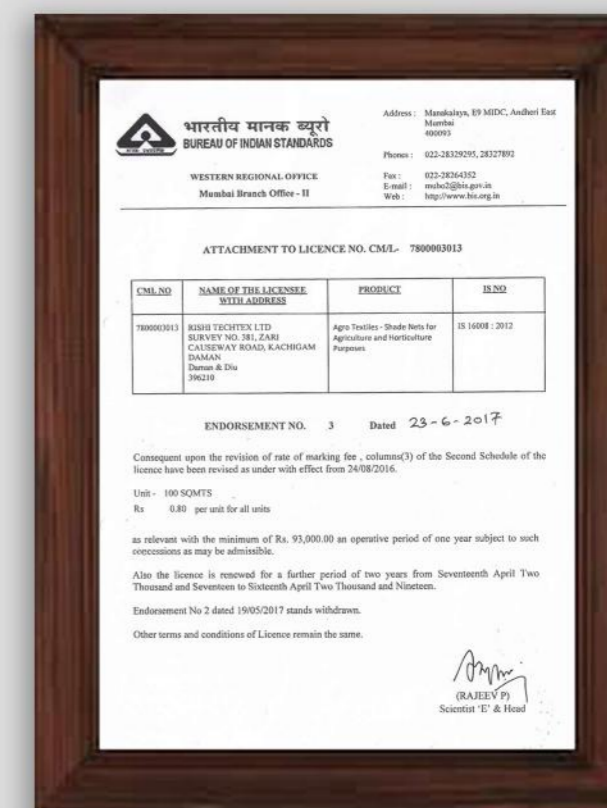 भारतीय मानक ब्यूरो
BUREAU OF INDIAN STANDARDS
WESTERN REGIONAL OFFICE
Mumbai Branch Office - II
Address : Manakalaya, E9 MIDC, Andheri East
Mumbai
400093
Phones : 022-28329295, 28327892
Fax : 022-28264352
E-mail : mubo2@bis.gov.in
Web : http://www.bis.org.in
ATTACHMENT TO LICENCE NO. CM/L- 7800003013
CML NO
NAME OF THE LICENSEE
WITH ADDRESS
PRODUCT
IS NO
7800003013
RISHI TECHTEX LTD
SURVEY NO. 381, ZARI
CAUSEWAY ROAD, KACHIGAM
DAMAN
Daman & Diu
396210
Agro Textiles - Shade Nets for
Agriculture and Horticulture
Purposes
IS 16008 : 2012
ENDORSEMENT NO. 3 Dated 23-6-2017
Consequent upon the revision of rate of marking fee , columns(3) of the Second Schedule of the
licence have been revised as under with effect from 24/08/2016.
Unit - 100 SQMTS
Rs 0.80 per unit for all units
as relevant with the minimum of Rs. 93,000.00 an operative period of one year subject to such
concessions as may be admissible.
Also the licence is renewed for a further period of two years from Seventeenth April Two
Thousand and Seventeen to Sixteenth April Two Thousand and Nineteen.
Endorsement No 2 dated 19/05/2017 stands withdrawn.
Other terms and conditions of Licence remain the same.
(RAJEEV P)
Scientist 'E' & Head